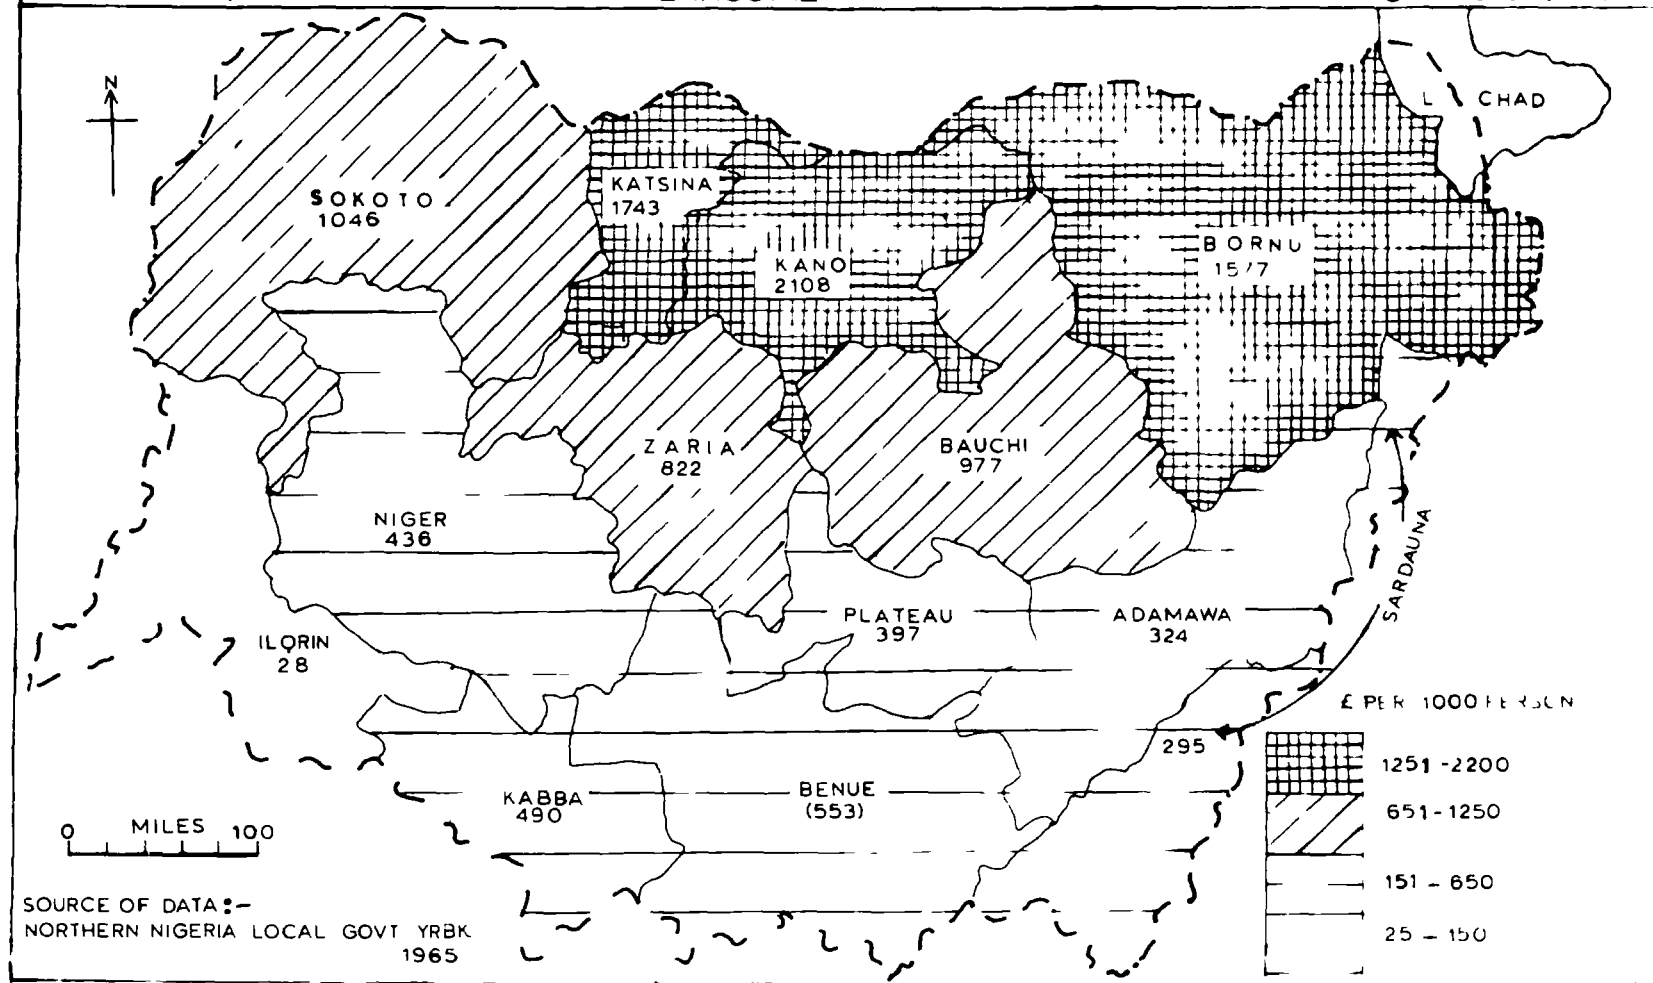 N
L CHAD
SOKOTO
1046
KATSINA
1743
KANO
2108
BORNU
ZARIA
822
BAUCHI
977
NIGER
436
SARDAUNA
ILORIN
28
PLATEAU
397
ADAMAWA
324
295
KABBA
490
BENUE
(553)
0 MILES 100
SOURCE OF DATA:-
NORTHERN NIGERIA LOCAL GOVT YRBK
1965
£ PER 1000
1251 -2200
651-1250
151 - 650
25 - 150